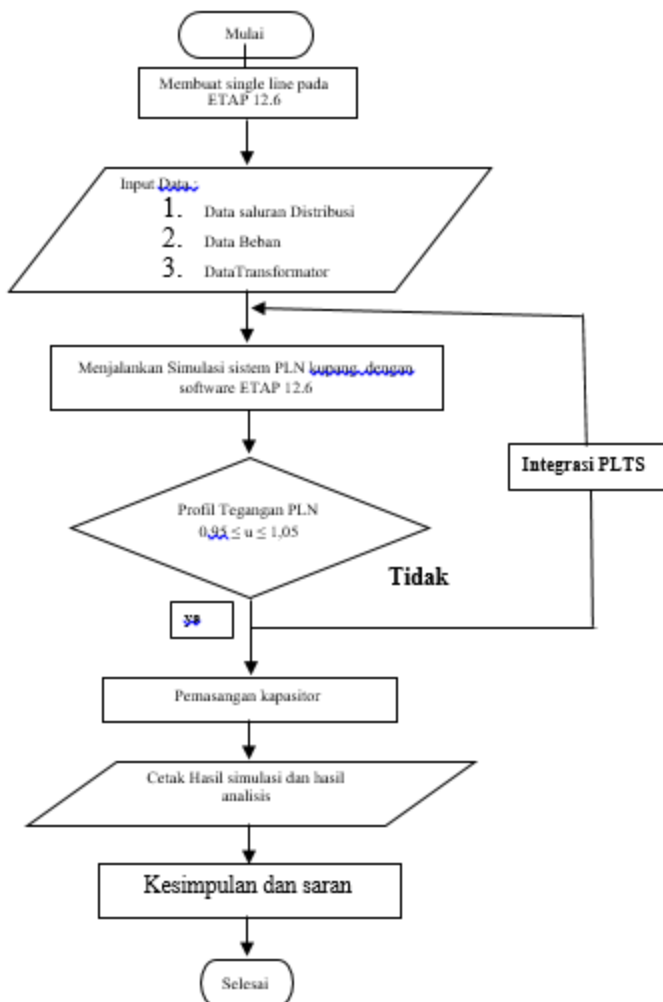 Mulai
Membuat single line pada
ETAP 12.6
Input Data :
1. Data saluran Distribusi
2. Data Beban
3. DataTransformator
Menjalankan Simulasi sistem PLN kupang dengan
software ETAP 12.6
Integrasi PLTS
Profil Tegangan PLN
0,95 ≤ u ≤ 1,05
Tidak
ya
Pemasangan kapasitor
Cetak Hasil simulasi dan hasil
analisis
Kesimpulan dan saran
Selesai